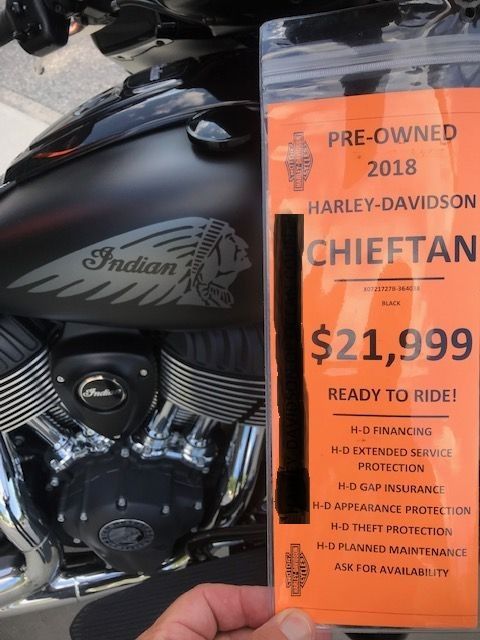 PRE-OWNED
2018
HARLEY-DAVIDSON
CHIEFTAN
BLACK
$21,999
READY TO RIDE!
H-D FINANCING
H-D EXTENDED SERVICE
PROTECTION
H-D GAP INSURANCE
H-D APPEARANCE PROTECTION
H-D THEFT PROTECTION
H-D PLANNED MAINTENANCE
ASK FOR AVAILABILITY
Indian
Indian